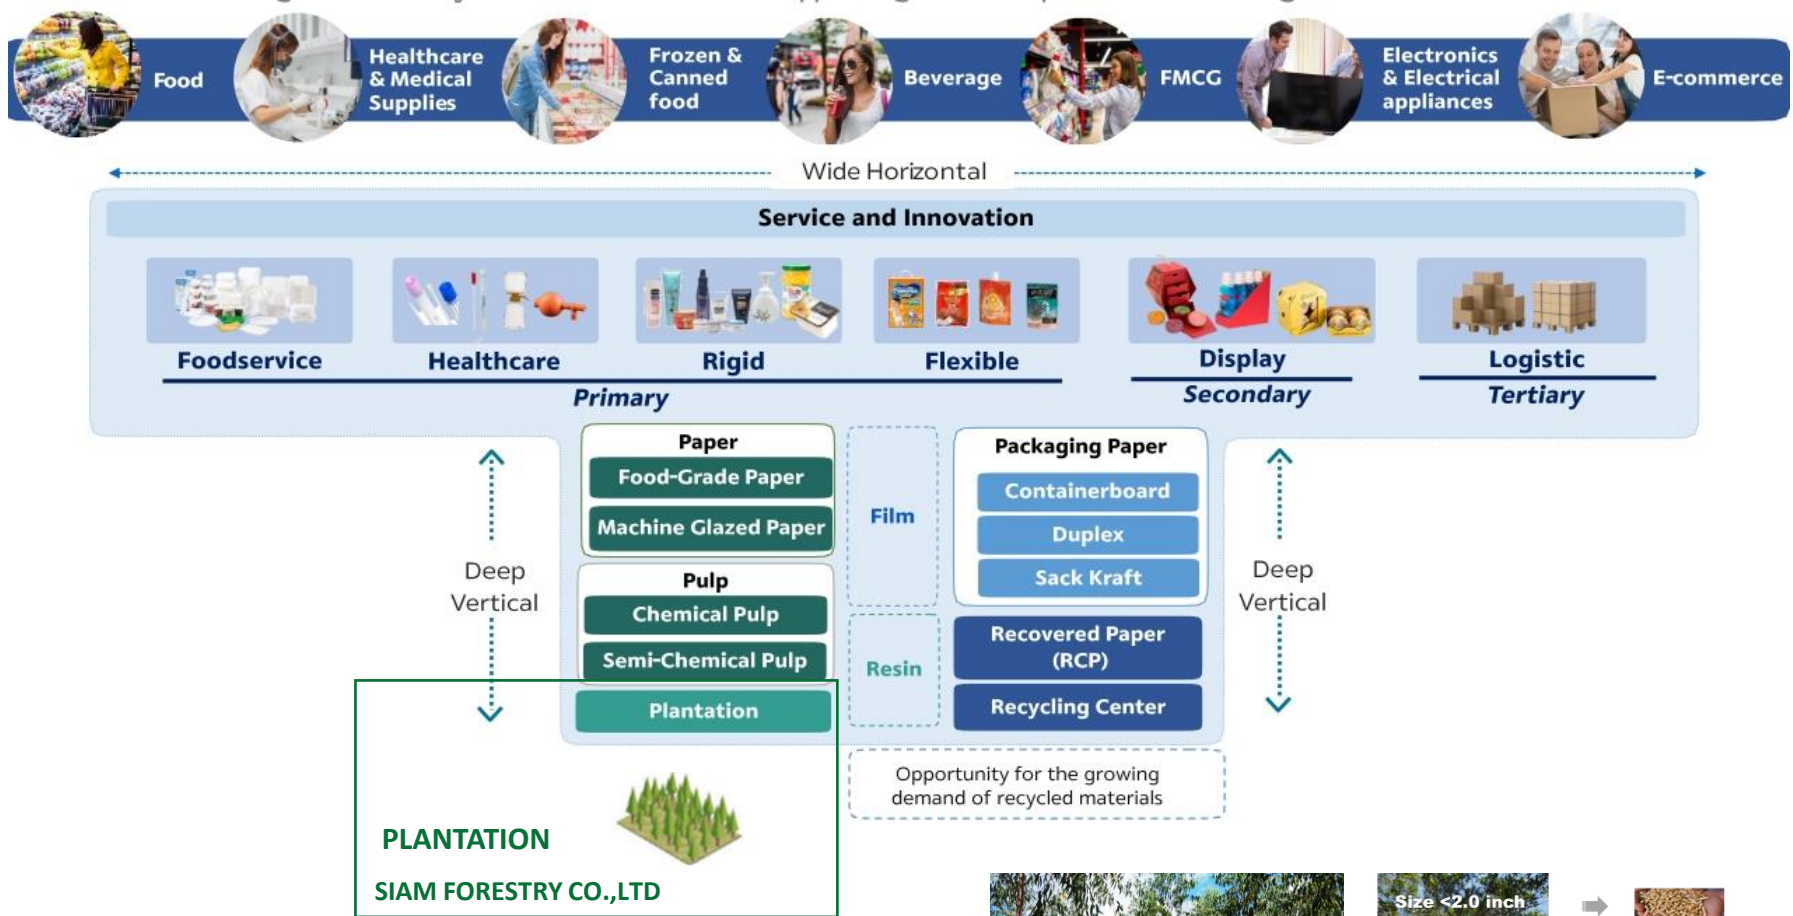 Food
Healthcare
& Medical
Supplies
Frozen &
Canned
food
Beverage
FMCG
Electronics
& Electrical
appliances
E-commerce
Wide Horizontal
Service and Innovation
Foodservice
Healthcare
Rigid
Flexible
Display
Logistic
Primary
Secondary
Tertiary
Paper
Food-Grade Paper
Machine Glazed Paper
Pulp
Chemical Pulp
Semi-Chemical Pulp
Plantation
Film
Resin
Packaging Paper
Containerboard
Duplex
Sack Kraft
Recovered Paper
(RCP)
Recycling Center
Deep
Vertical
Deep
Vertical
Opportunity for the growing
demand of recycled materials
PLANTATION
SIAM FORESTRY CO.,LTD
Size <2.0 inch